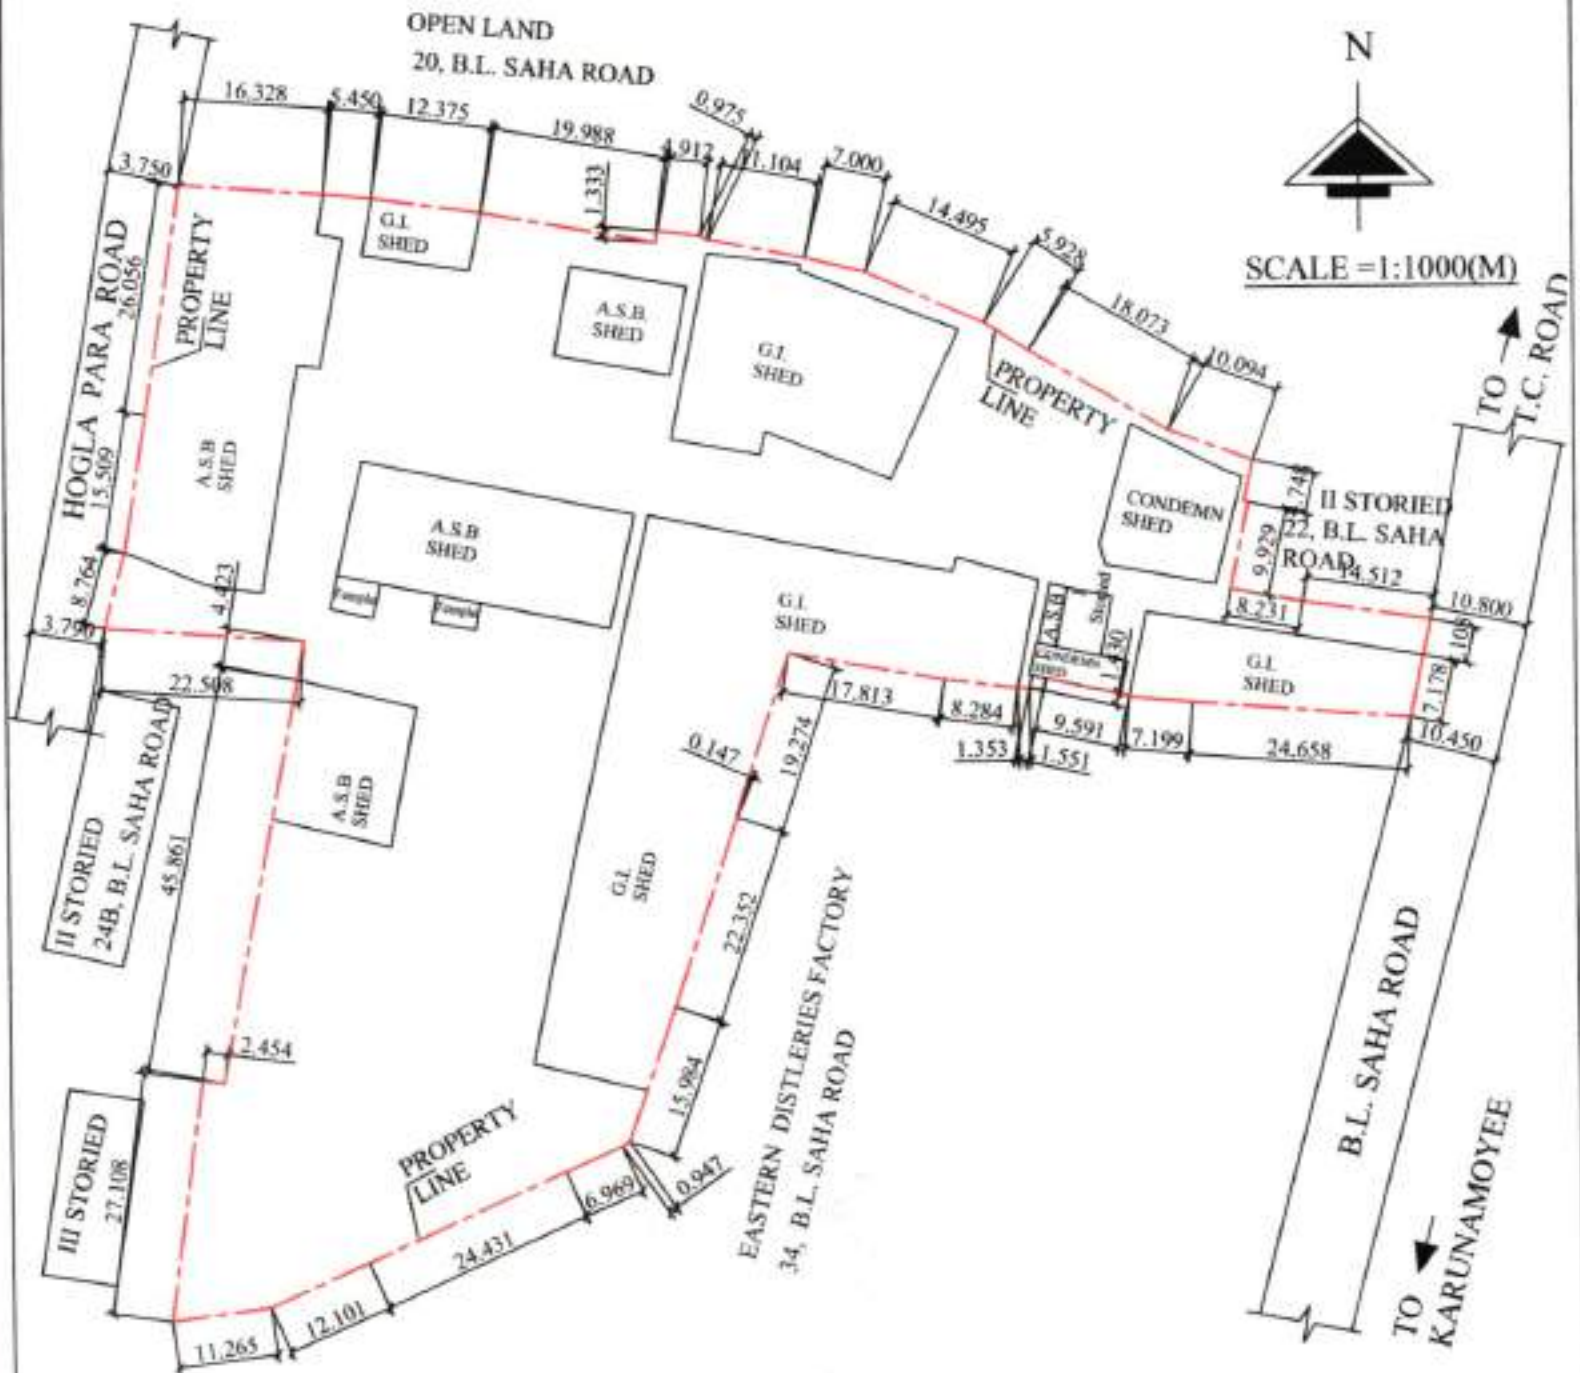 OPEN LAND
20, B.L. SAHA ROAD
N
SCALE =1:1000(M)
16.328
5.450
12.375
19.988
4.912
0.975
11.104
7.000
14.495
5.928
18.073
10.094
1.333
3.750
HOGLA PARA ROAD
26.056
15.509
8.764
3.790
PROPERTY
LINE
G.I.
SHED
A.S.B.
SHED
G.I.
SHED
PROPERTY
LINE
TO
T.C. ROAD
A.S.B
SHED
A.S.B
SHED
CONDEMN
SHED
II STORIED
22, B.L. SAHA
ROAD
9.929
14.512
8.231
10.800
7.178
10.450
4.423
22.508
G.I.
SHED
A.S.B
Storied
CONDEMN
SHED
G.I.
SHED
17.813
8.284
1.353
1.551
9.591
7.199
24.658
0.147
19.274
A.S.B
SHED
II STORIED
24B, B.L. SAHA ROAD
45.861
G.I.
SHED
22.352
15.984
EASTERN DISTLERIES FACTORY
34, B.L. SAHA ROAD
B.L. SAHA ROAD
2.454
III STORIED
27.108
PROPERTY
LINE
11.265
12.101
24.431
6.969
0.947
TO
KARUNAMOYEE